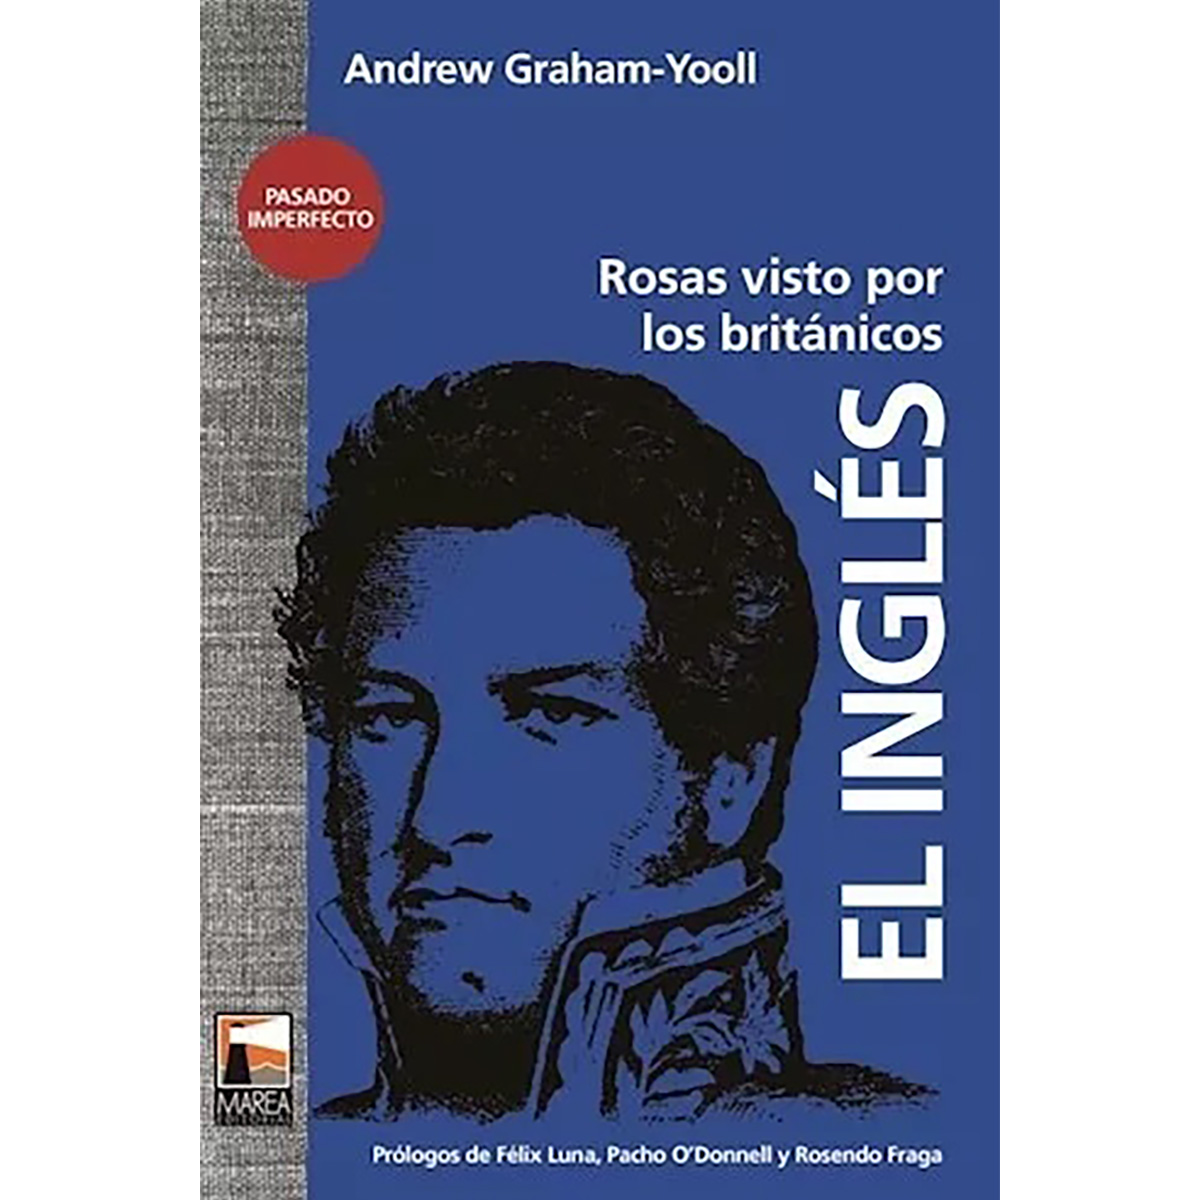 Andrew Graham-Yooll
PASADO
IMPERFECTO
Rosas visto por
los británicos
EL INGLÉS
MAREA
EDITORIAL
Prólogos de Félix Luna, Pacho O'Donnell y Rosendo Fraga